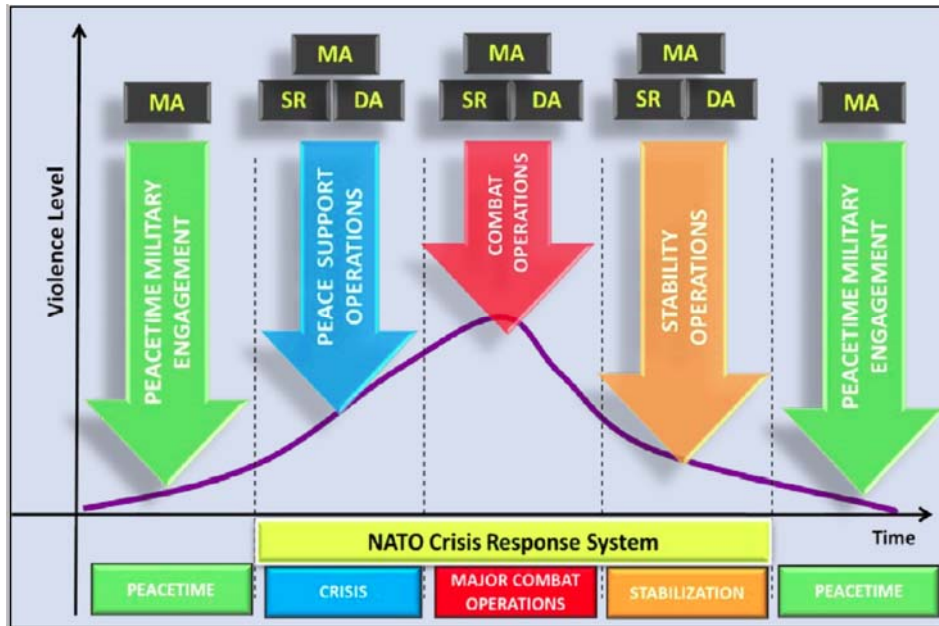 MA
MA
SR DA
MA
SR DA
MA
SR DA
MA
Violence Level
PEACETIME MILITARY
ENGAGEMENT
PEACE SUPPORT
OPERATIONS
COMBAT
OPERATIONS
STABILITY
OPERATIONS
PEACETIME MILITARY
ENGAGEMENT
Time
NATO Crisis Response System
PEACETIME
CRISIS
MAJOR COMBAT
OPERATIONS
STABILIZATION
PEACETIME